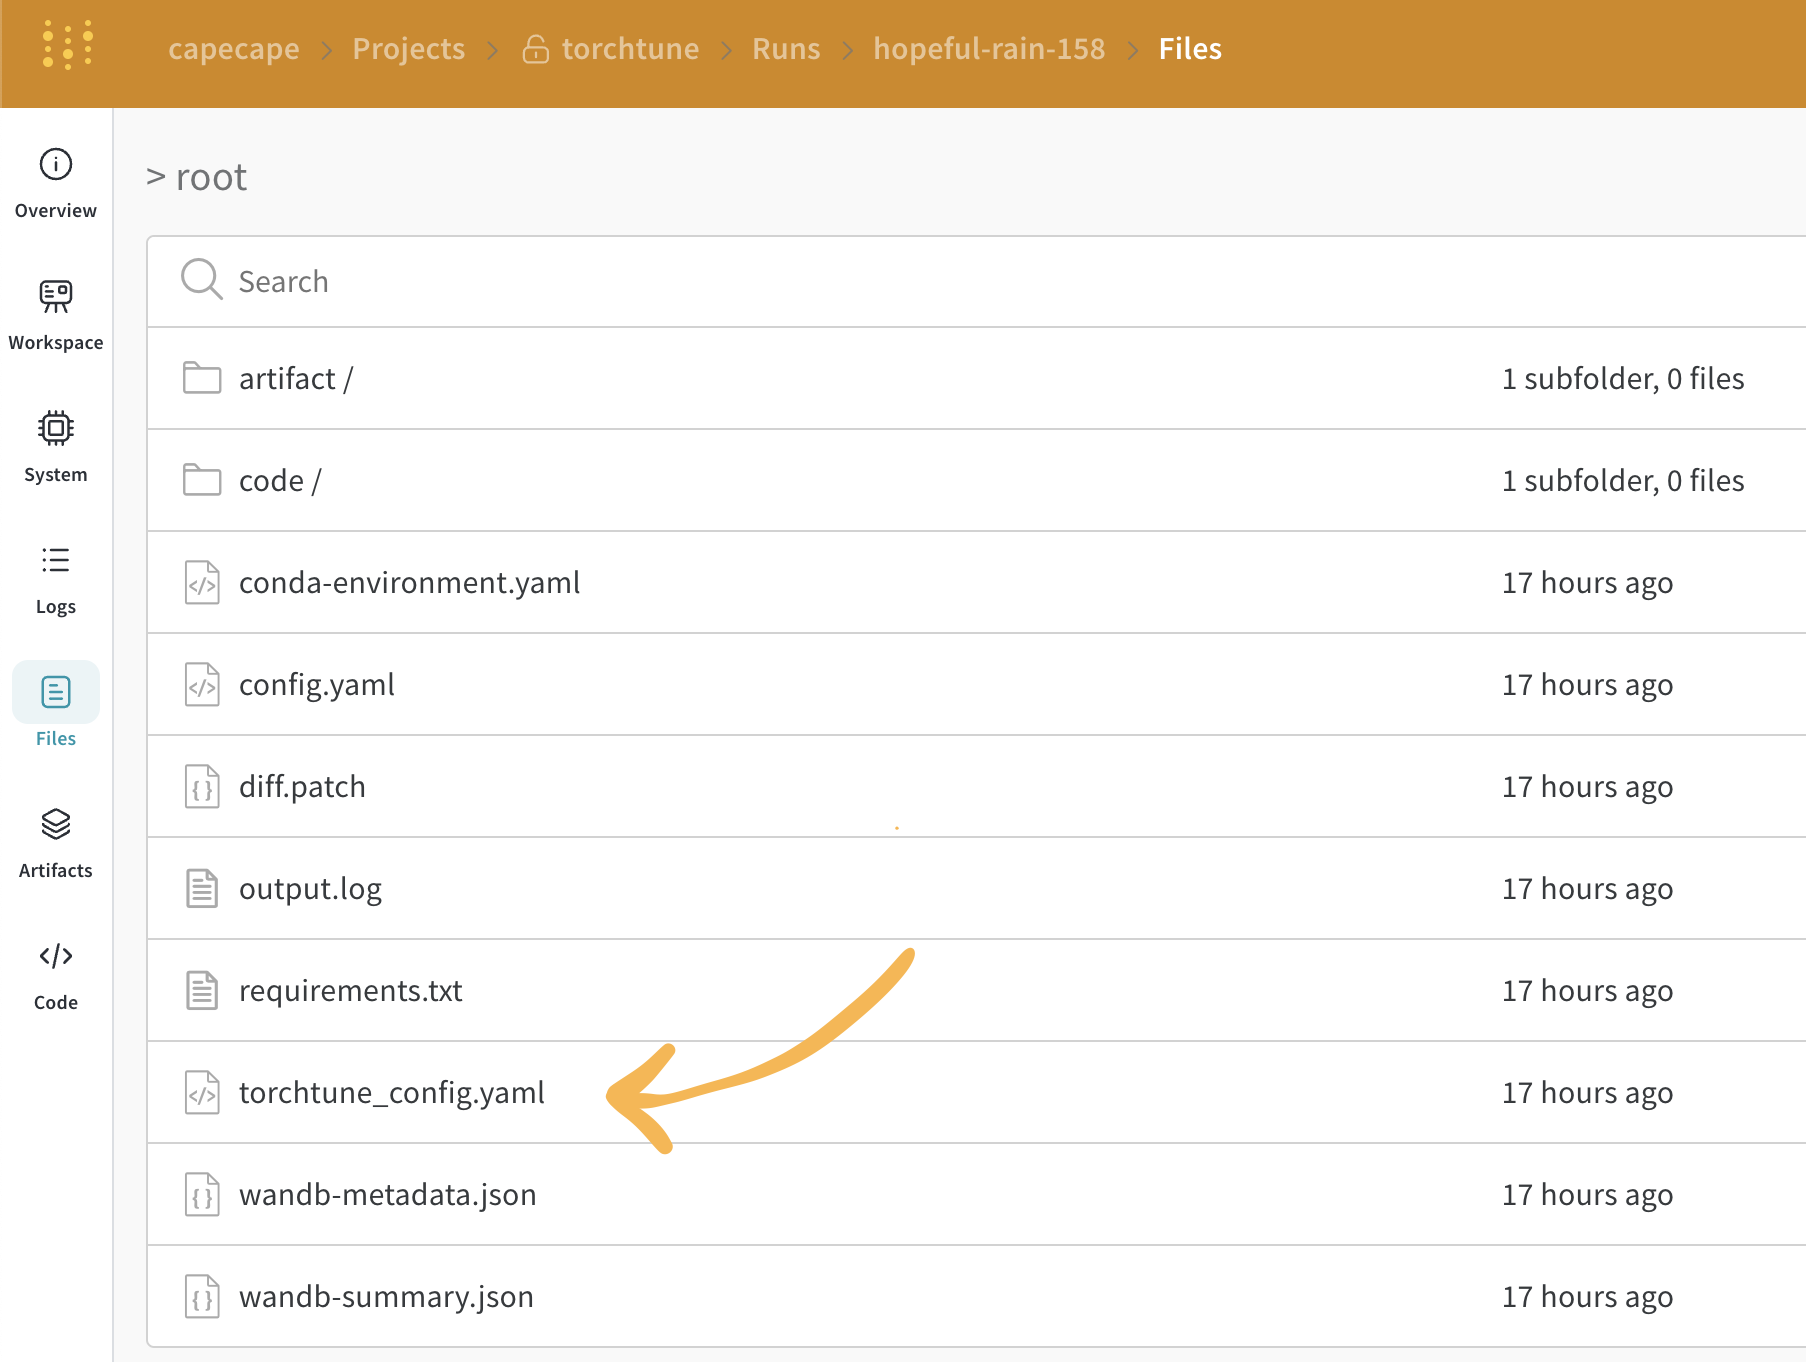 capecape > Projects > torchtune > Runs > hopeful-rain-158 > Files
Overview
Workspace
System
Logs
Files
Artifacts
Code
> root
Search
artifact / 1 subfolder, 0 files
code / 1 subfolder, 0 files
conda-environment.yaml 17 hours ago
config.yaml 17 hours ago
diff.patch 17 hours ago
output.log 17 hours ago
requirements.txt 17 hours ago
torchtune_config.yaml 17 hours ago
wandb-metadata.json 17 hours ago
wandb-summary.json 17 hours ago